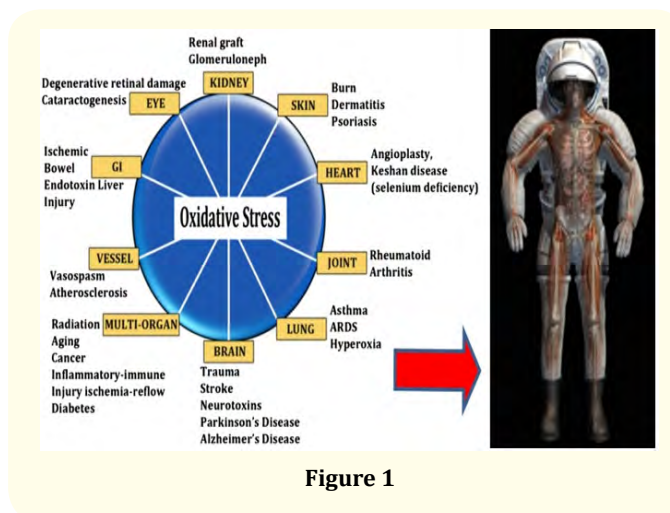 Renal graft
Glomeruloneph
KIDNEY
Degenerative retinal damage
Cataractogenesis
EYE
SKIN
Burn
Dermatitis
Psoriasis
Ischemic
Bowel
Endotoxin Liver
Injury
GI
HEART
Angioplasty,
Keshan disease
(selenium deficiency)
Oxidative Stress
VESSEL
Vasospasm
Atherosclerosis
JOINT
Rheumatoid
Arthritis
MULTI-ORGAN
Radiation
Aging
Cancer
Inflammatory-immune
Injury ischemia-reflow
Diabetes
BRAIN
Trauma
Stroke
Neurotoxins
Parkinson's Disease
Alzheimer's Disease
LUNG
Asthma
ARDS
Hyperoxia
Figure 1